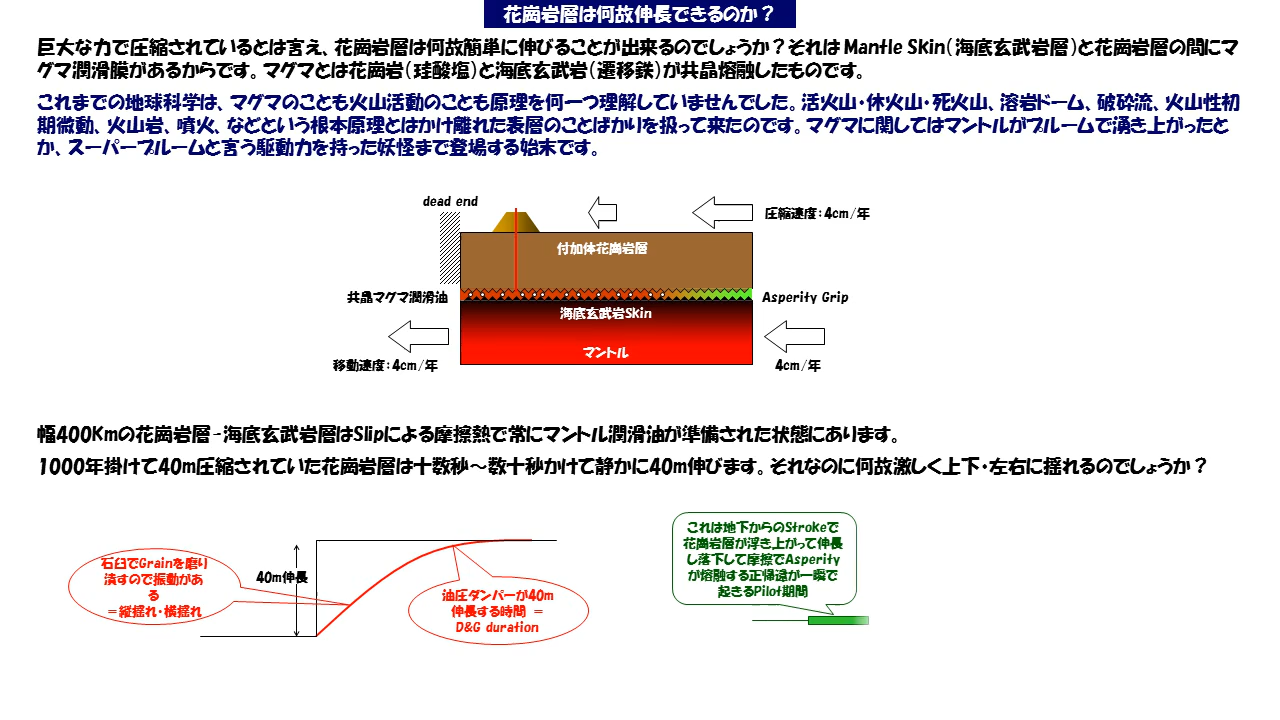 花崗岩層は何故伸長できるのか？
巨大な力で圧縮されているとは言え、花崗岩層は何故簡単に伸びることが出来るのでしょうか？それは Mantle Skin（海底玄武岩層）と花崗岩層の間にマ
グマ潤滑膜があるからです。マグマとは花崗岩（珪酸塩）と海底玄武岩（遷移鉄）が共晶熔融したものです。
これまでの地球科学は、マグマのことも火山活動のことも原理を何一つ理解していませんでした。活火山・休火山・死火山、溶岩ドーム、破砕流、火山性初
期微動、火山岩、噴火、などという根本原理とはかけ離れた表層のことばかりを扱って来たのです。マグマに関してはマントルがプルームで湧き上がったと
か、スーパープルームと言う駆動力を持った妖怪まで登場する始末です。
dead end
圧縮速度：4cm/年
付加体花崗岩層
共晶マグマ潤滑油
Asperity Grip
海底玄武岩Skin
マントル
移動速度：4cm/年
4cm/年
幅400Kmの花崗岩層-海底玄武岩層はSlipによる摩擦熱で常にマントル潤滑油が準備された状態にあります。
1000年掛けて40m圧縮されていた花崗岩層は十数秒～数十秒かけて静かに40m伸びます。それなのに何故激しく上下・左右に揺れるのでしょうか？
石臼でGrainを磨り
潰すので振動があ
る
＝縦揺れ・横揺れ
40m伸長
油圧ダンパーが40m
伸長する時間 ＝
D&G duration
これは地下からのStrokeで
花崗岩層が浮き上がって伸長
し落下して摩擦でAsperity
が熔融する正帰還が一瞬で
起きるPilot期間